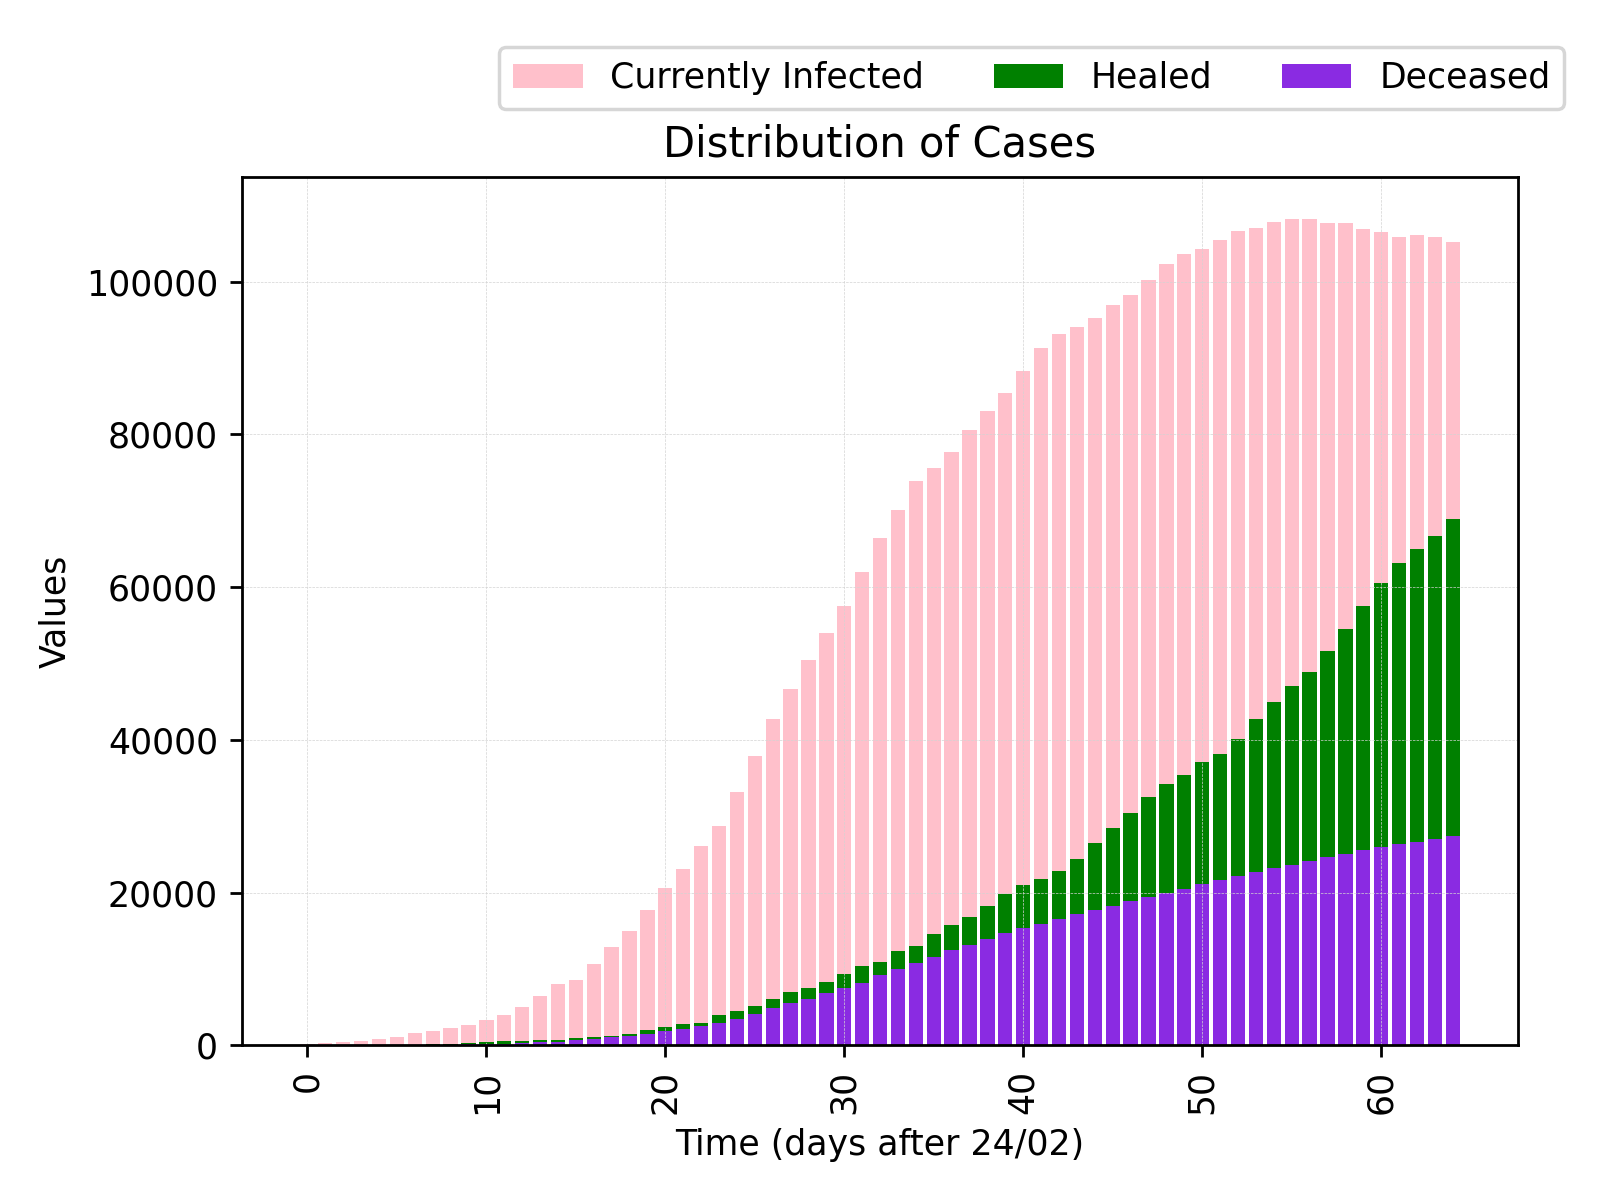 Currently Infected Healed Deceased
Distribution of Cases
100000
80000
60000
40000
20000
0
Values
0 10 20 30 40 50 60
Time (days after 24/02)